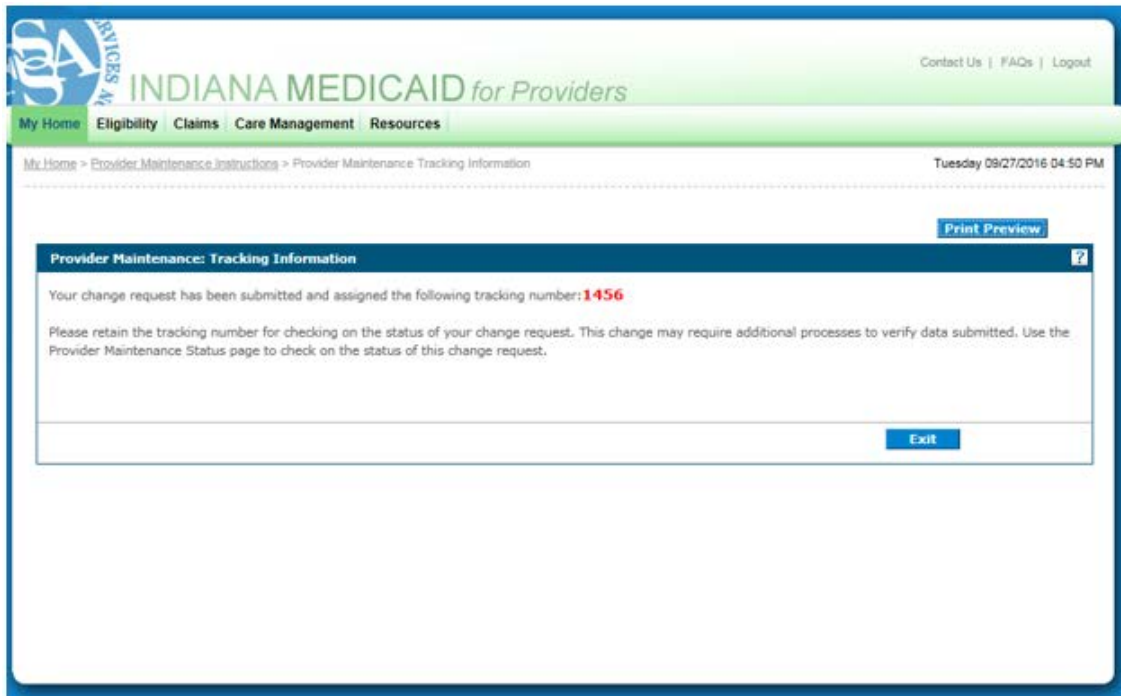 SSA
SERVICES
INDIANA MEDICAID for Providers
Contact Us | FAQs | Logout
My Home Eligibility Claims Care Management Resources
My Home > Provider Maintenance Instructions > Provider Maintenance Tracking Information
Tuesday 09/27/2016 04:50 PM
Print Preview
Provider Maintenance: Tracking Information ?
Your change request has been submitted and assigned the following tracking number:1456
Please retain the tracking number for checking on the status of your change request. This change may require additional processes to verify data submitted. Use the
Provider Maintenance Status page to check on the status of this change request.
Exit